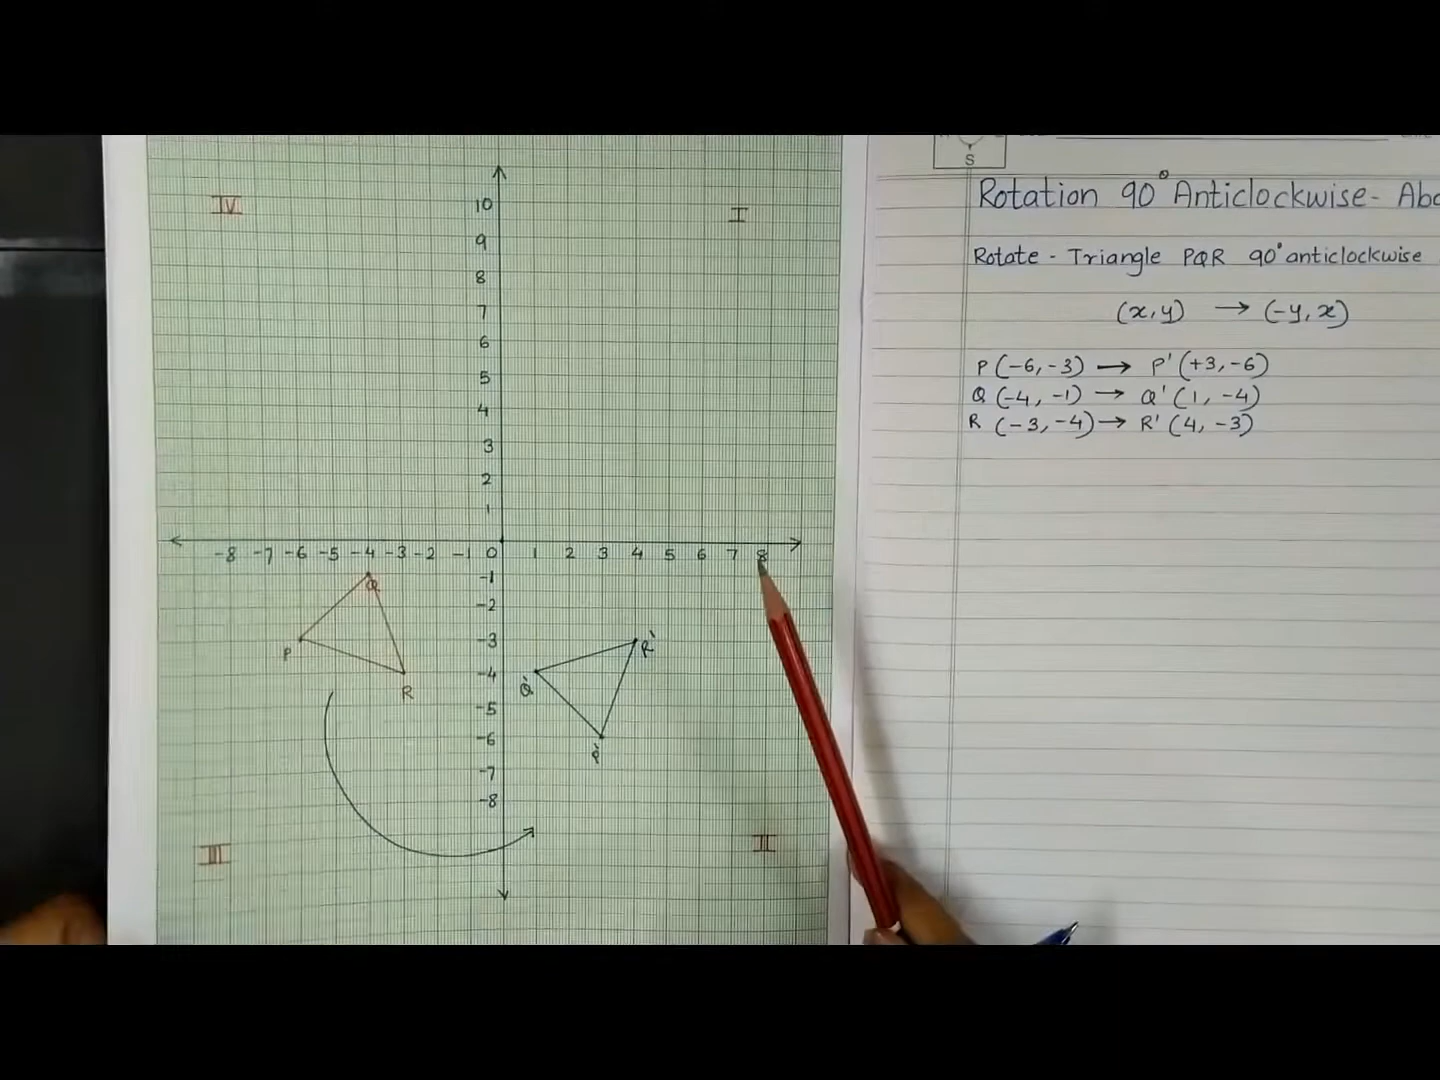 IV
I
10
9
8
7
6
5
4
3
2
1
-8 -7 -6 -5 -4 -3 -2 -1 0 1 2 3 4 5 6 7 8
-1
Q
-2
-3
P
R'
-4
R
Q'
-5
-6
-7
-8
III
II
S
Rotation 90° Anticlockwise-
Rotate - Triangle PQR 90° anticlockwise
(x,y) → (-y, x)
P (-6, -3) → P' (+3, -6)
Q (-4, -1) → Q' (1, -4)
R (-3, -4) → R' (4, -3)